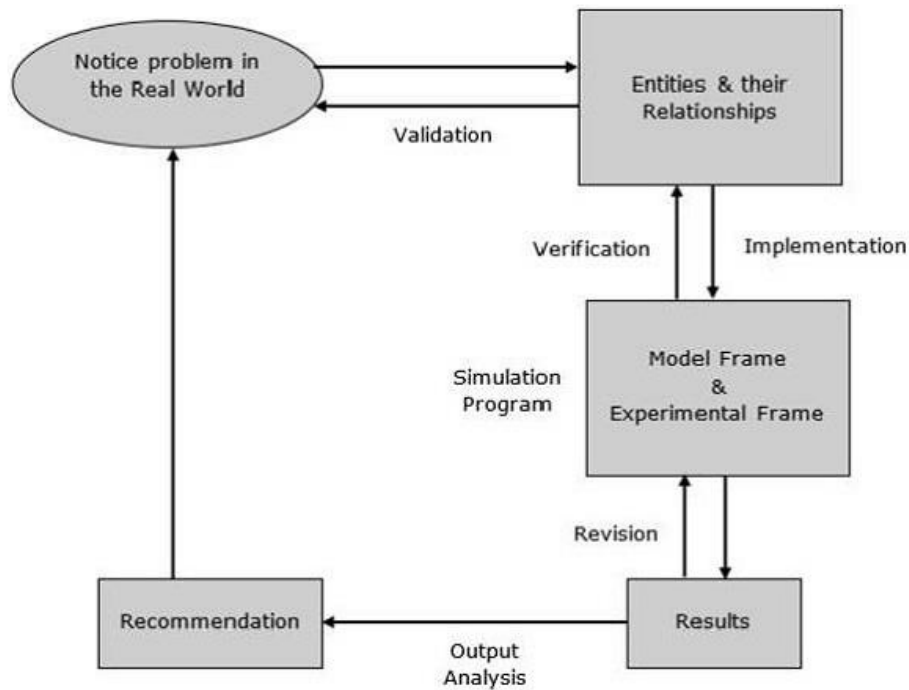 Notice problem in
the Real World
Entities & their
Relationships
Validation
Verification
Implementation
Simulation
Program
Model Frame
&
Experimental Frame
Revision
Recommendation
Results
Output
Analysis